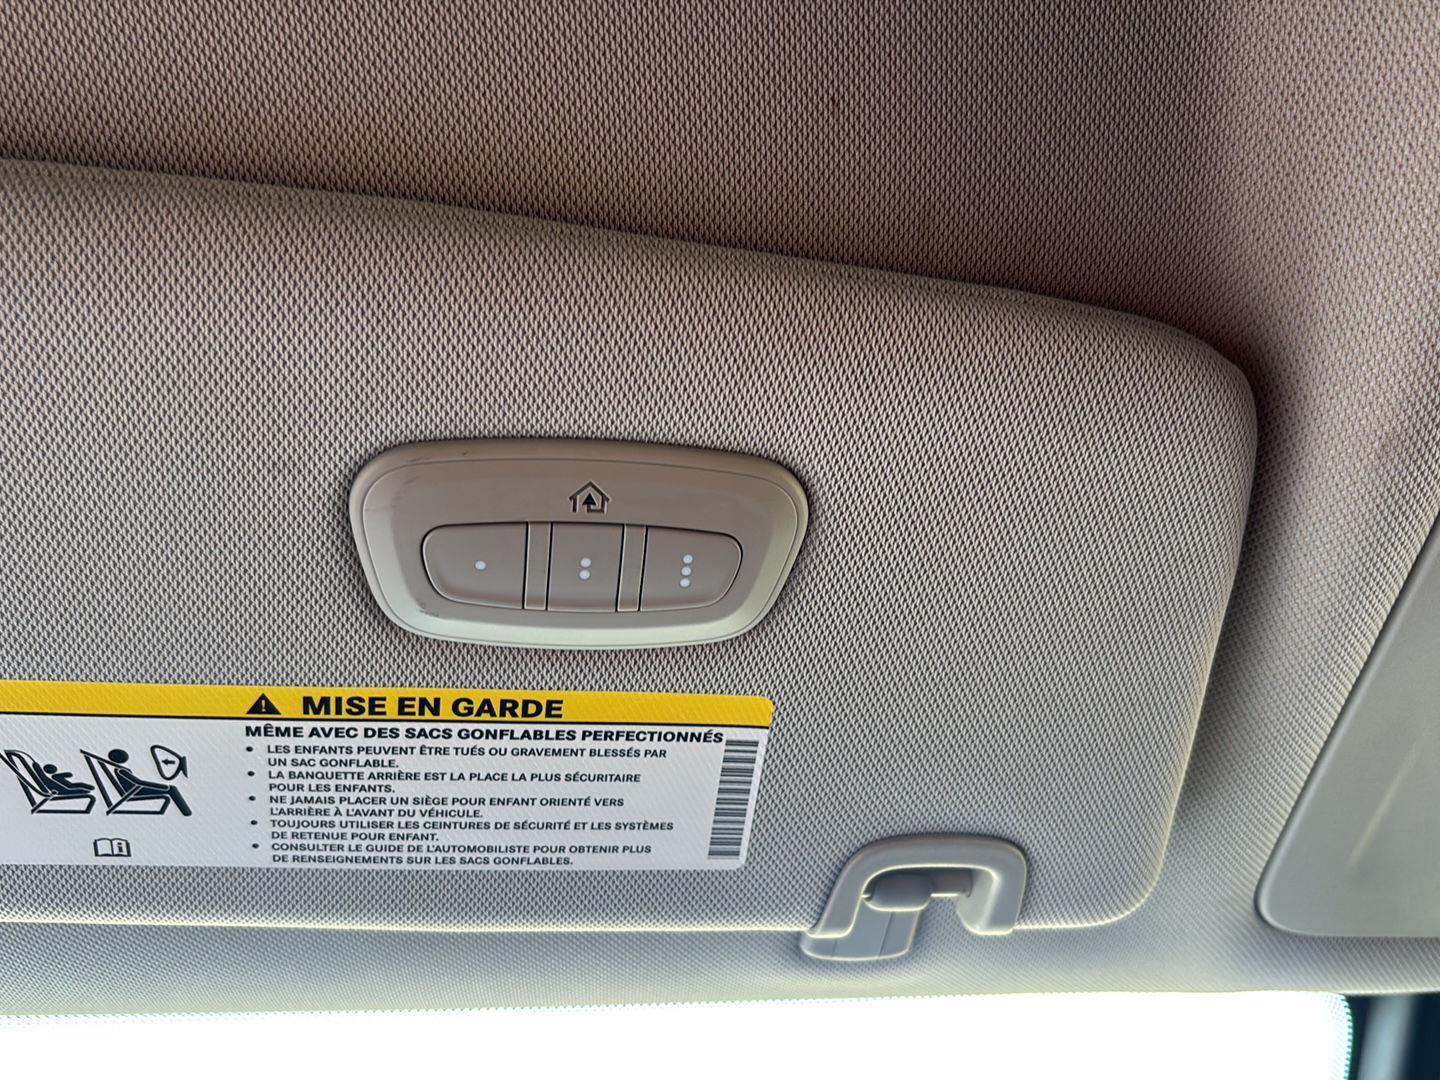 MISE EN GARDE
MÊME AVEC DES SACS GONFLABLES PERFECTIONNÉS
• LES ENFANTS PEUVENT ÊTRE TUÉS OU GRAVEMENT BLESSÉS PAR
UN SAC GONFLABLE.
• LA BANQUETTE ARRIÈRE EST LA PLACE LA PLUS SÉCURITAIRE
POUR LES ENFANTS.
• NE JAMAIS PLACER UN SIÈGE POUR ENFANT ORIENTÉ VERS
L'ARRIÈRE À L'AVANT DU VÉHICULE.
• TOUJOURS UTILISER LES CEINTURES DE SÉCURITÉ ET LES SYSTÈMES
DE RETENUE POUR ENFANT.
• CONSULTER LE GUIDE DE L'AUTOMOBILISTE POUR OBTENIR PLUS
DE RENSEIGNEMENTS SUR LES SACS GONFLABLES.